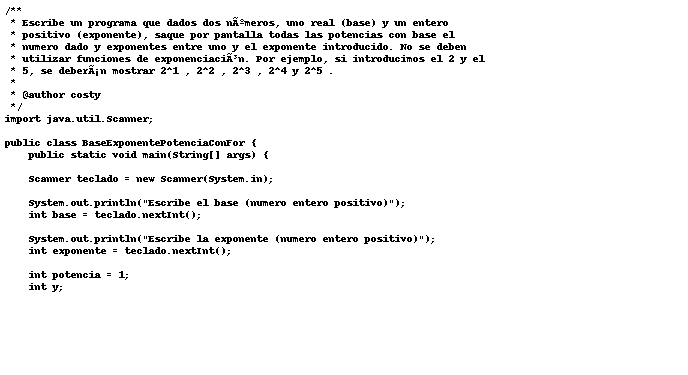 /**
 * Escribe un programa que dados dos nÃºmeros, uno real (base) y un entero
 * positivo (exponente), saque por pantalla todas las potencias con base el
 * numero dado y exponentes entre uno y el exponente introducido. No se deben
 * utilizar funciones de exponenciaciÃ³n. Por ejemplo, si introducimos el 2 y el
 * 5, se deberÃ¡n mostrar 2^1 , 2^2 , 2^3 , 2^4 y 2^5 .
 *
 * @author costy
 */
import java.util.Scanner;

public class BaseExponentePotenciaConFor {
    public static void main(String[] args) {

    Scanner teclado = new Scanner(System.in);

    System.out.println("Escribe el base (numero entero positivo)");
    int base = teclado.nextInt();

    System.out.println("Escribe la exponente (numero entero positivo)");
    int exponente = teclado.nextInt();

    int potencia = 1;
    int y;